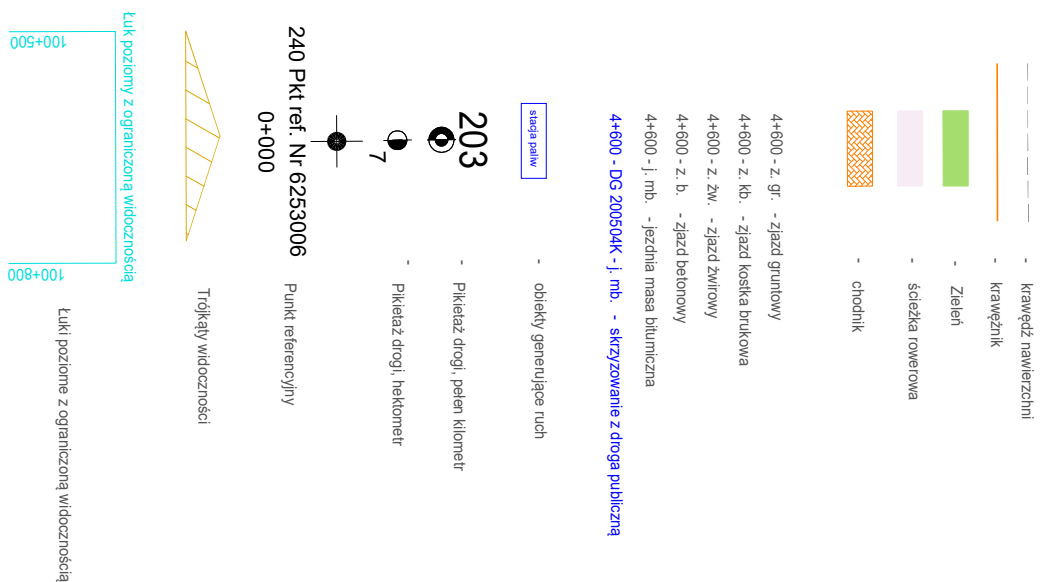 krawędź nawierzchni
krawężnik
Zieleń
ścieżka rowerowa
chodnik
4+600 - z. gr. - zjazd gruntowy
4+600 - z. kb. - zjazd kostka brukowa
4+600 - z. żw. - zjazd żwirowy
4+600 - z. b. - zjazd betonowy
4+600 - j. mb. - jezdnia masa bitumiczna
4+600 - DG 200504K - j. mb. - skrzyzowanie z droga publiczną
stacja paliw
- obiekty generujące ruch
203
- Pikietaż drogi, pełen kilometr
7
- Pikietaż drogi, hektometr
240 Pkt ref. Nr 6253006
0+000
Punkt referencyjny
Trójkąty widoczności
Łuk poziomy z ograniczoną widocznością
100+500
100+800
Łuki poziome z ograniczoną widocznością